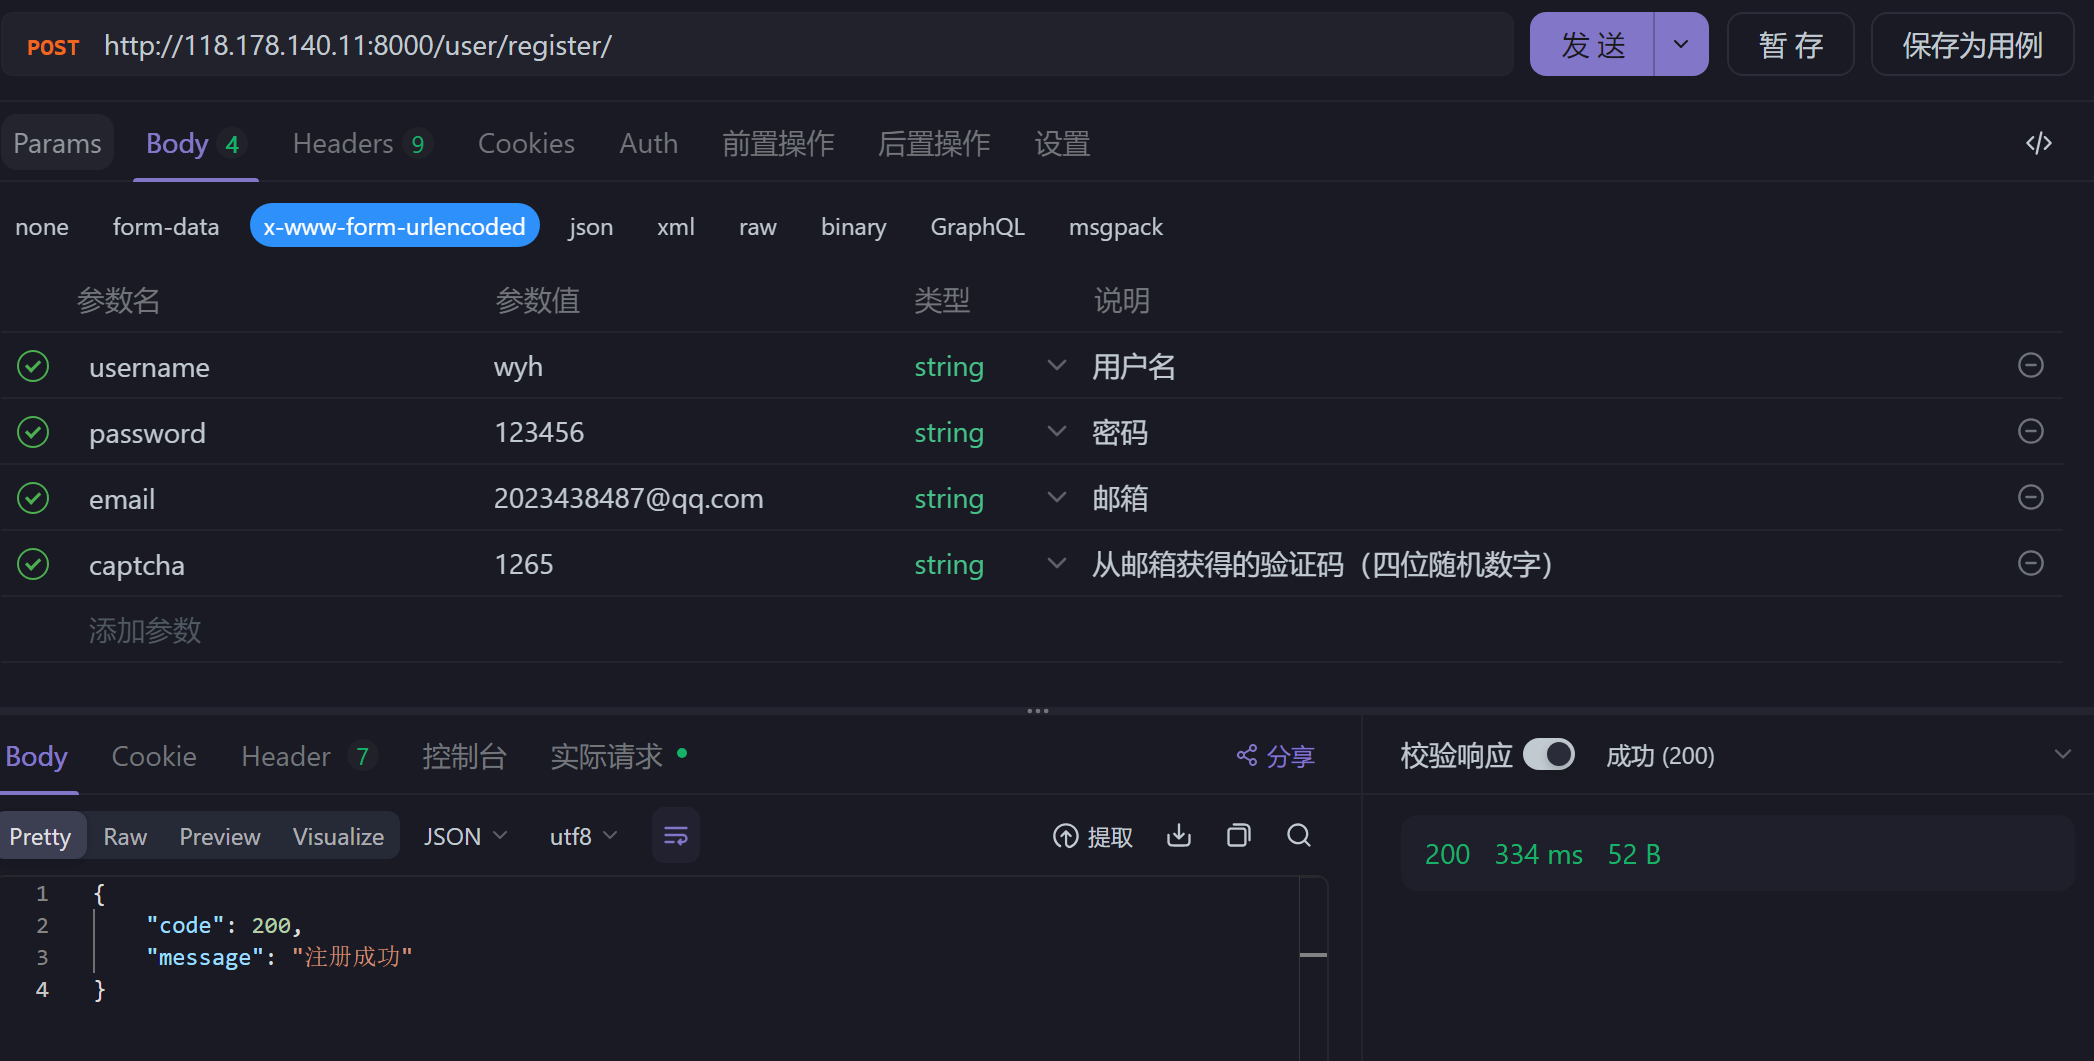 POST http://118.178.140.11:8000/user/register/ 发 送 暂 存 保存为用例
Params Body 4 Headers 9 Cookies Auth 前置操作 后置操作 设置 </>
none form-data x-www-form-urlencoded json xml raw binary GraphQL msgpack
参数名 参数值 类型 说明
username wyh string 用户名
password 123456 string 密码
email 2023438487@qq.com string 邮箱
captcha 1265 string 从邮箱获得的验证码（四位随机数字）
添加参数
Body Cookie Header 7 控制台 实际请求 分享 校验响应 成功 (200)
Pretty Raw Preview Visualize JSON utf8 提取
200 334 ms 52 B
1 {
2 "code": 200,
3 "message": "注册成功"
4 }